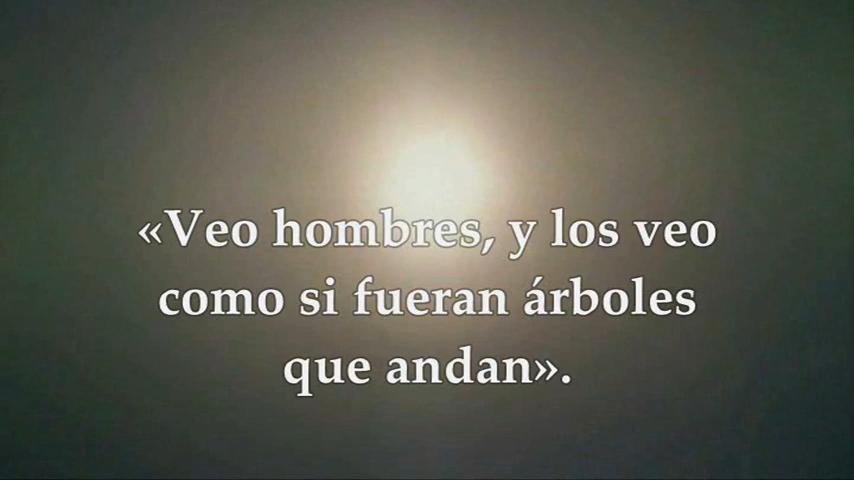 «Veo hombres, y los veo
como si fueran árboles
que andan».